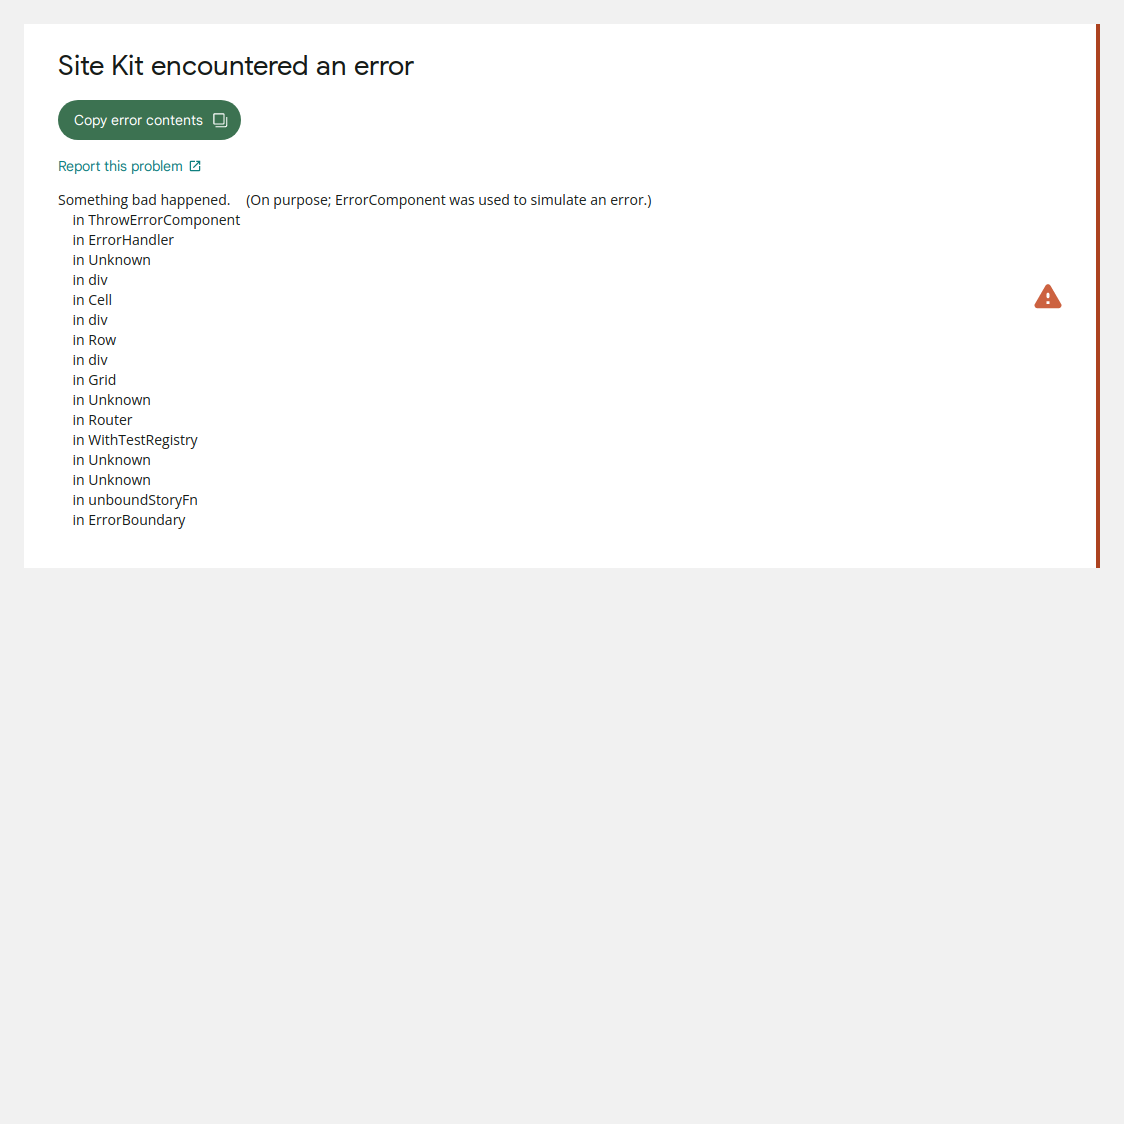 Site Kit encountered an error
Copy error contents
Report this problem
Something bad happened. (On purpose; ErrorComponent was used to simulate an error.)
in ThrowErrorComponent
in ErrorHandler
in Unknown
in div
in Cell
in div
in Row
in div
in Grid
in Unknown
in Router
in WithTestRegistry
in Unknown
in Unknown
in unboundStoryFn
in ErrorBoundary